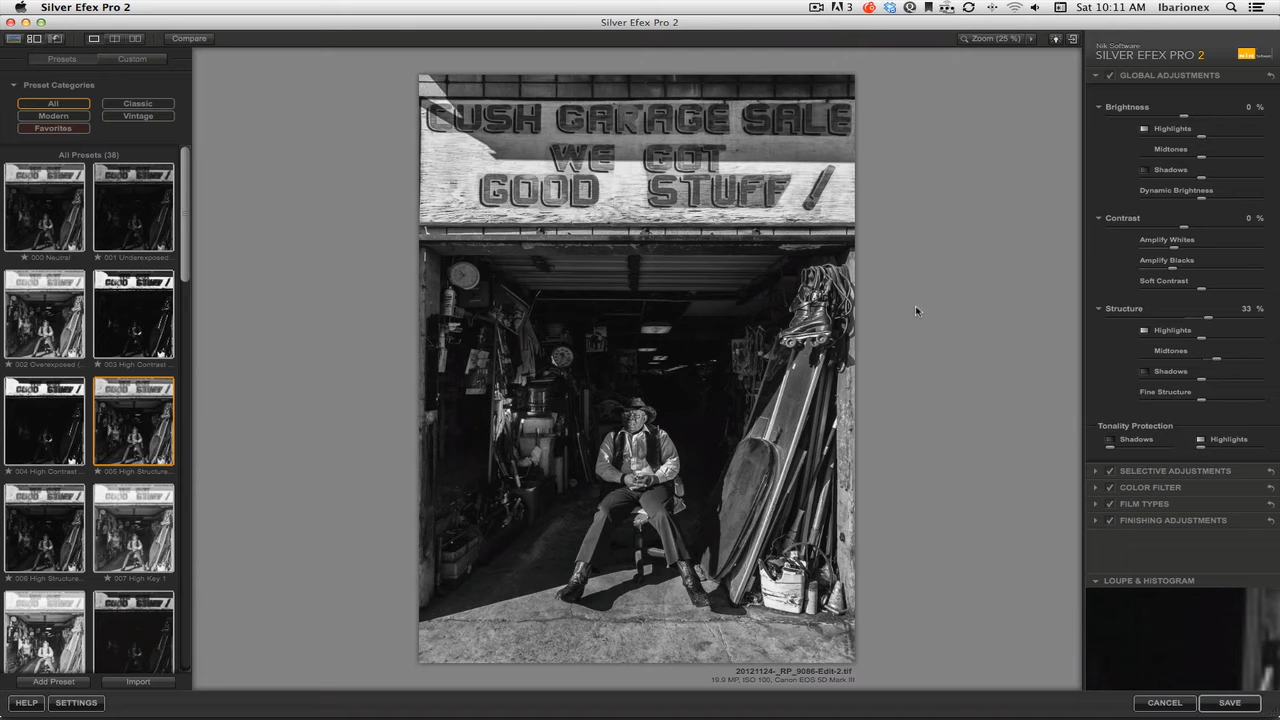 Silver Efex Pro 2
3
Sat 10:11 AM Ibarionex
Silver Efex Pro 2
Compare
Zoom (25 %)
Presets Custom
Preset Categories
All Classic
Modern Vintage
Favorites
All Presets (38)
000 Neutral 001 Underexposed...
002 Overexposed (... 003 High Contrast ...
004 High Contrast... 005 High Structure...
006 High Structure... 007 High Key 1
Add Preset Import
HELP SETTINGS
CUSH GARAGE SALE
WE GOT
GOOD STUFF!
20121124-_RP_9086-Edit-2.tif
19.9 MP, ISO 100, Canon EOS 5D Mark III
Nik Software
SILVER EFEX PRO 2
GLOBAL ADJUSTMENTS
Brightness 0 %
Highlights
Midtones
Shadows
Dynamic Brightness
Contrast 0 %
Amplify Whites
Amplify Blacks
Soft Contrast
Structure 33 %
Highlights
Midtones
Shadows
Fine Structure
Tonality Protection
Shadows Highlights
SELECTIVE ADJUSTMENTS
COLOR FILTER
FILM TYPES
FINISHING ADJUSTMENTS
LOUPE & HISTOGRAM
CANCEL SAVE